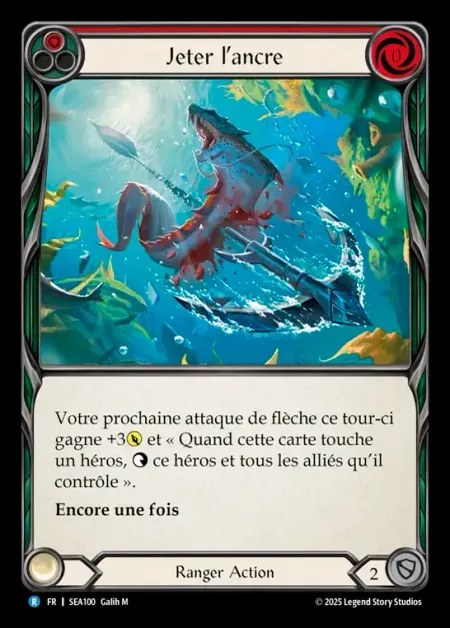 Jeter l'ancre
0
Votre prochaine attaque de flèche ce tour-ci
gagne +3 et « Quand cette carte touche
un héros, ce héros et tous les alliés qu'il
contrôle ».
Encore une fois
Ranger Action
2
R FR | SEA100 Galih M
© 2025 Legend Story Studios